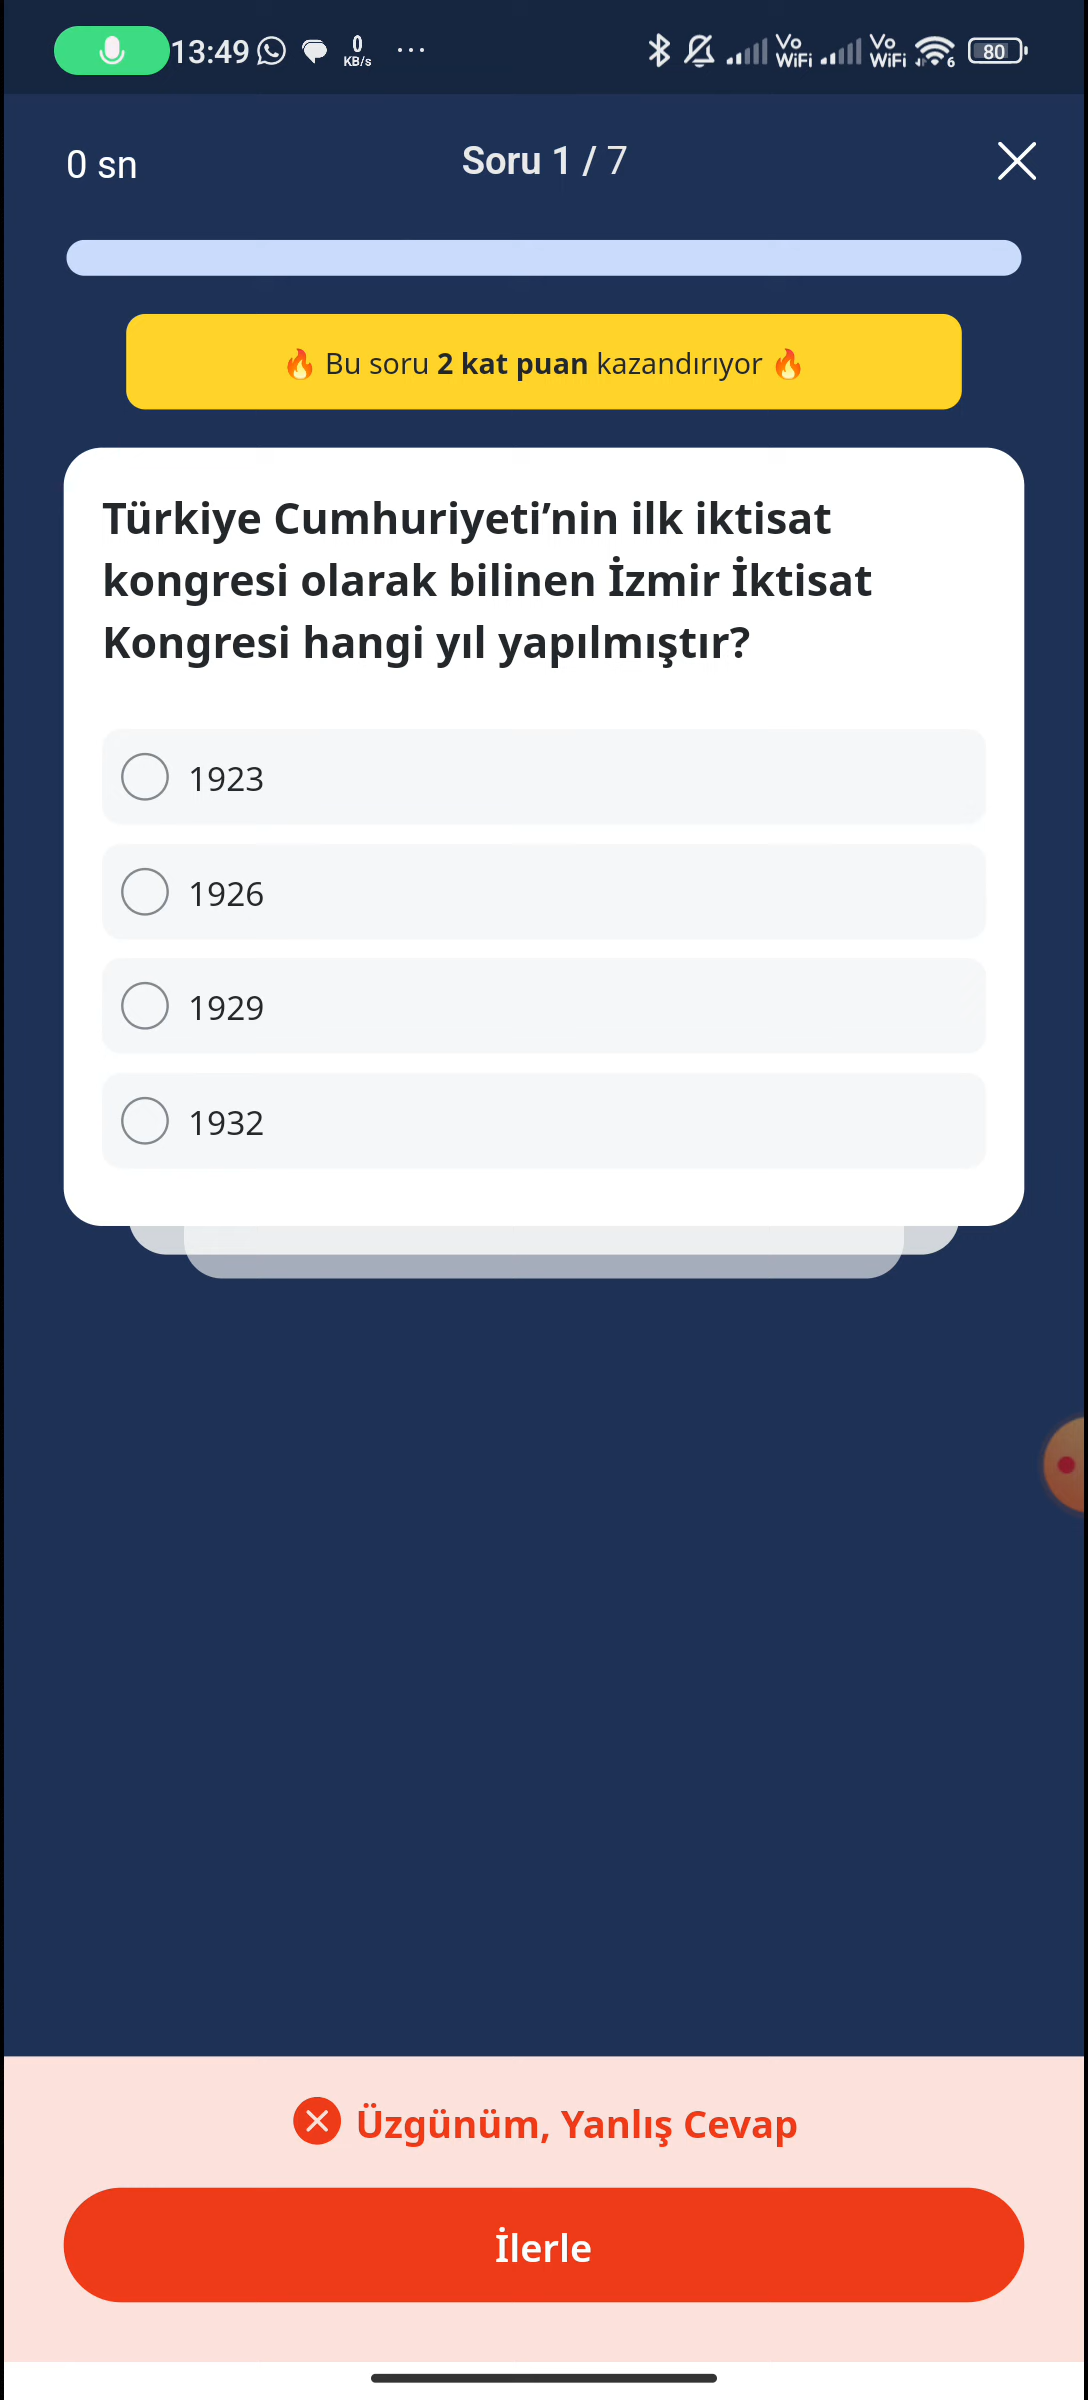 13:49 0 KB/s ... Vo WiFi Vo WiFi 6 80
0 sn
Soru 1 / 7
🔥 Bu soru 2 kat puan kazandırıyor 🔥
Türkiye Cumhuriyeti’nin ilk iktisat
kongresi olarak bilinen İzmir İktisat
Kongresi hangi yıl yapılmıştır?
1923
1926
1929
1932
Üzgünüm, Yanlış Cevap
İlerle